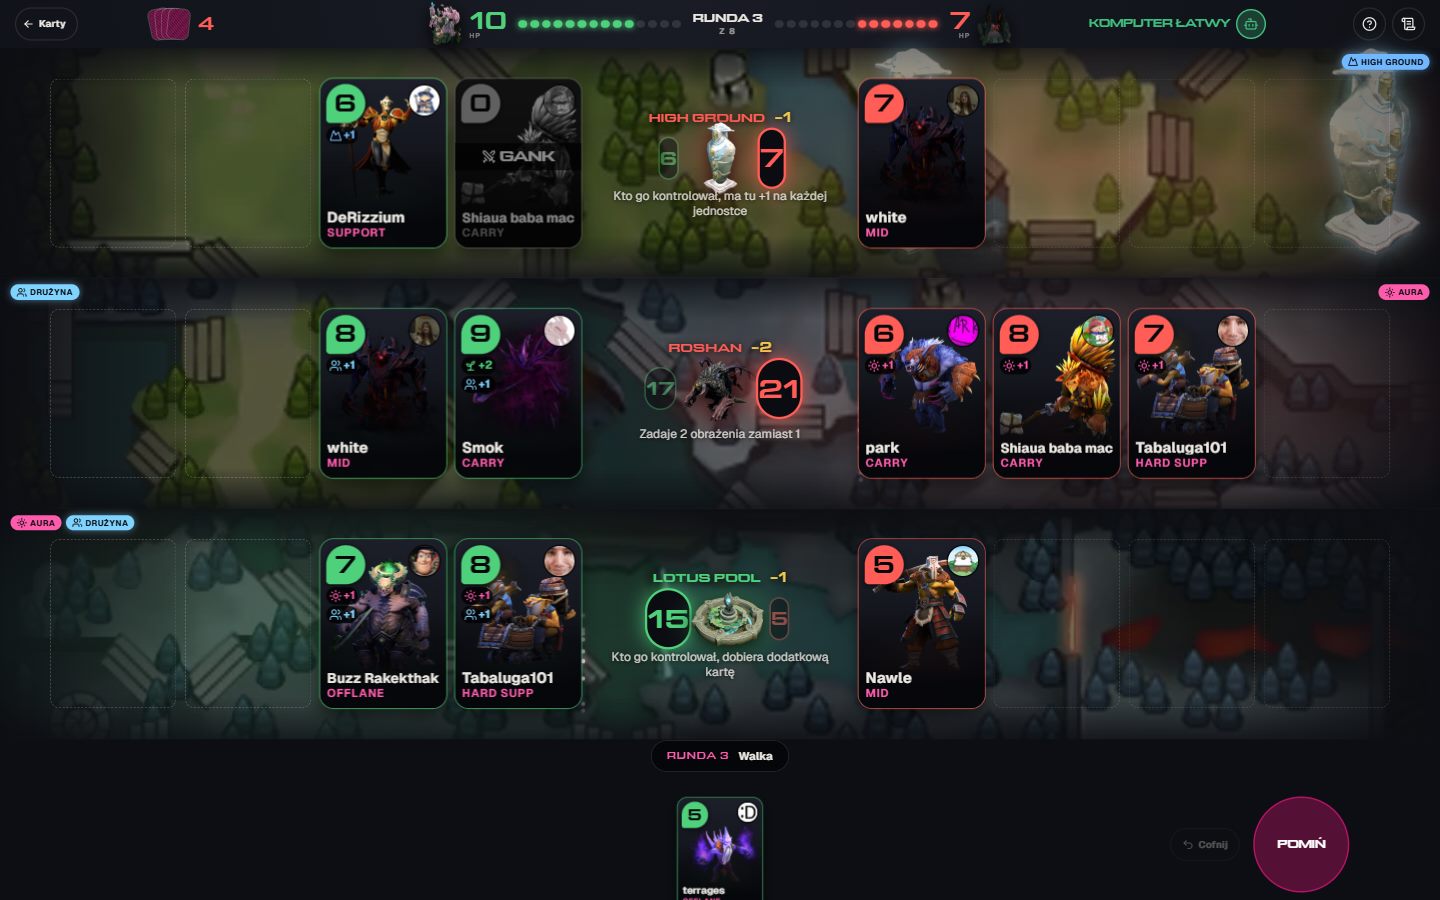 Karty
4
10
HP
RUNDA 3
Z 8
7
HP
KOMPUTER ŁATWY
HIGH GROUND
6
+1
DeRizzium
SUPPORT
0
GANK
Shiaua baba mac
CARRY
HIGH GROUND -1
6
7
Kto go kontrolował, ma tu +1 na każdej
jednostce
7
white
MID
DRUŻYNA
AURA
8
+1
white
MID
9
+2
+1
Smok
CARRY
ROSHAN -2
17
21
Zadaje 2 obrażenia zamiast 1
6
+1
park
CARRY
8
+1
Shiaua baba mac
CARRY
7
+1
Tabaluga101
HARD SUPP
AURA
DRUŻYNA
7
+1
+1
Buzz Rakekthak
OFFLANE
8
+1
+1
Tabaluga101
HARD SUPP
LOTUS POOL -1
15
5
Kto go kontrolował, dobiera dodatkową
kartę
5
Nawle
MID
RUNDA 3 Walka
5
:D
terrages
Cofnij
POMIŃ